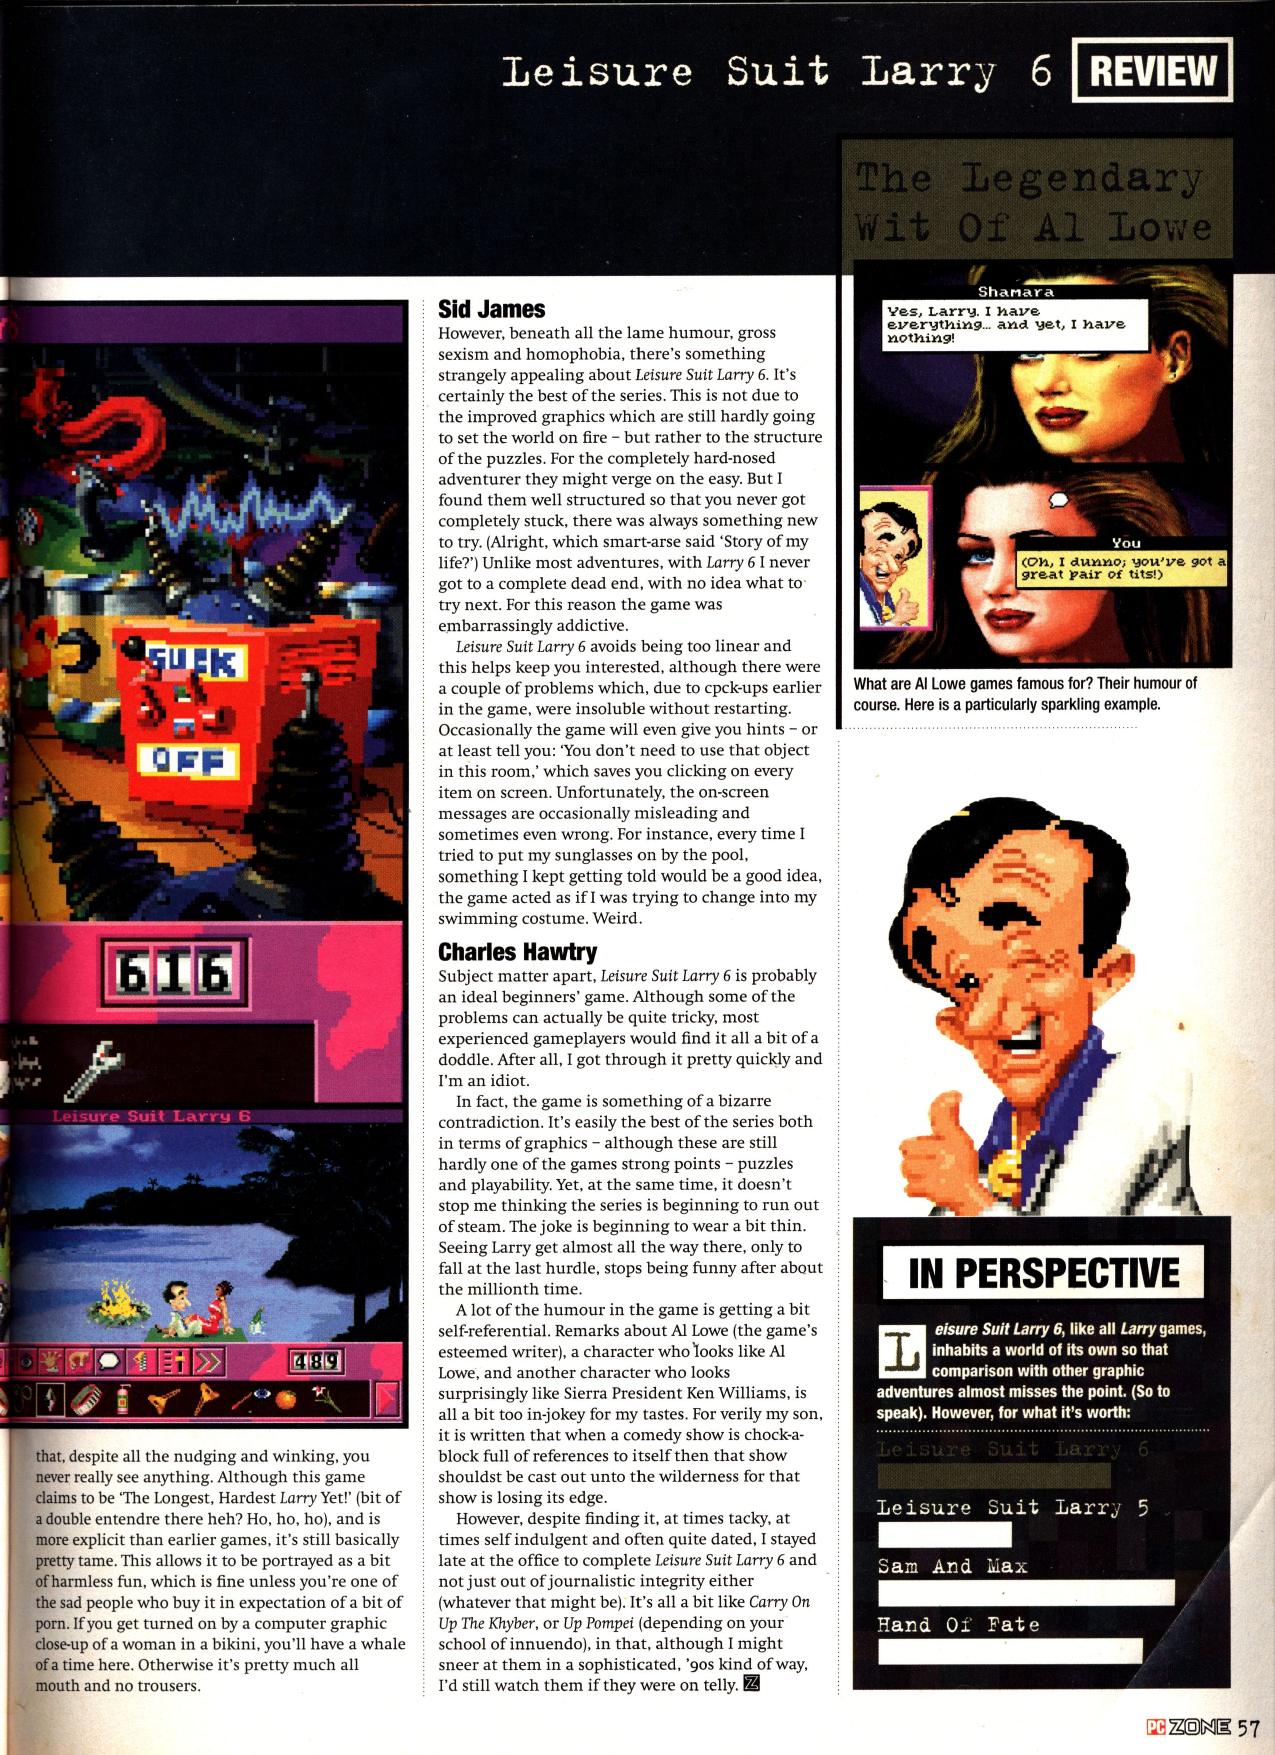 Leisure Suit Larry 6 REVIEW
SUCK
OFF
616
Leisure Suit Larry 6
489
that, despite all the nudging and winking, you
never really see anything. Although this game
claims to be ‘The Longest, Hardest Larry Yet!’ (bit of
a double entendre there heh? Ho, ho, ho), and is
more explicit than earlier games, it's still basically
pretty tame. This allows it to be portrayed as a bit
of harmless fun, which is fine unless you're one of
the sad people who buy it in expectation of a bit of
porn. If you get turned on by a computer graphic
close-up of a woman in a bikini, you'll have a whale
of a time here. Otherwise it's pretty much all
mouth and no trousers.
Sid James
However, beneath all the lame humour, gross
sexism and homophobia, there's something
strangely appealing about Leisure Suit Larry 6. It's
certainly the best of the series. This is not due to
the improved graphics which are still hardly going
to set the world on fire – but rather to the structure
of the puzzles. For the completely hard-nosed
adventurer they might verge on the easy. But I
found them well structured so that you never got
completely stuck, there was always something new
to try. (Alright, which smart-arse said ‘Story of my
life?’) Unlike most adventures, with Larry 6 I never
got to a complete dead end, with no idea what to
try next. For this reason the game was
embarrassingly addictive.
Leisure Suit Larry 6 avoids being too linear and
this helps keep you interested, although there were
a couple of problems which, due to cpck-ups earlier
in the game, were insoluble without restarting.
Occasionally the game will even give you hints – or
at least tell you: ‘You don't need to use that object
in this room,’ which saves you clicking on every
item on screen. Unfortunately, the on-screen
messages are occasionally misleading and
sometimes even wrong. For instance, every time I
tried to put my sunglasses on by the pool,
something I kept getting told would be a good idea,
the game acted as if I was trying to change into my
swimming costume. Weird.
Charles Hawtry
Subject matter apart, Leisure Suit Larry 6 is probably
an ideal beginners' game. Although some of the
problems can actually be quite tricky, most
experienced gameplayers would find it all a bit of a
doddle. After all, I got through it pretty quickly and
I'm an idiot.
In fact, the game is something of a bizarre
contradiction. It's easily the best of the series both
in terms of graphics – although these are still
hardly one of the games strong points – puzzles
and playability. Yet, at the same time, it doesn't
stop me thinking the series is beginning to run out
of steam. The joke is beginning to wear a bit thin.
Seeing Larry get almost all the way there, only to
fall at the last hurdle, stops being funny after about
the millionth time.
A lot of the humour in the game is getting a bit
self-referential. Remarks about Al Lowe (the game's
esteemed writer), a character who looks like Al
Lowe, and another character who looks
surprisingly like Sierra President Ken Williams, is
all a bit too in-jokey for my tastes. For verily my son,
it is written that when a comedy show is chock-a-
block full of references to itself then that show
shouldst be cast out unto the wilderness for that
show is losing its edge.
However, despite finding it, at times tacky, at
times self indulgent and often quite dated, I stayed
late at the office to complete Leisure Suit Larry 6 and
not just out of journalistic integrity either
(whatever that might be). It's all a bit like Carry On
Up The Khyber, or Up Pompei (depending on your
school of innuendo), in that, although I might
sneer at them in a sophisticated, '90s kind of way,
I'd still watch them if they were on telly. Z
The Legendary
Wit Of Al Lowe
Shamara
Yes, Larry. I have
everything... and yet, I have
nothing!
You
(Oh, I dunno; you've got a
great pair of tits!)
What are Al Lowe games famous for? Their humour of
course. Here is a particularly sparkling example.
IN PERSPECTIVE
Leisure Suit Larry 6, like all Larry games,
inhabits a world of its own so that
comparison with other graphic
adventures almost misses the point. (So to
speak). However, for what it's worth:
Leisure Suit Larry 6
Leisure Suit Larry 5
Sam And Max
Hand Of Fate
PC ZONE 57